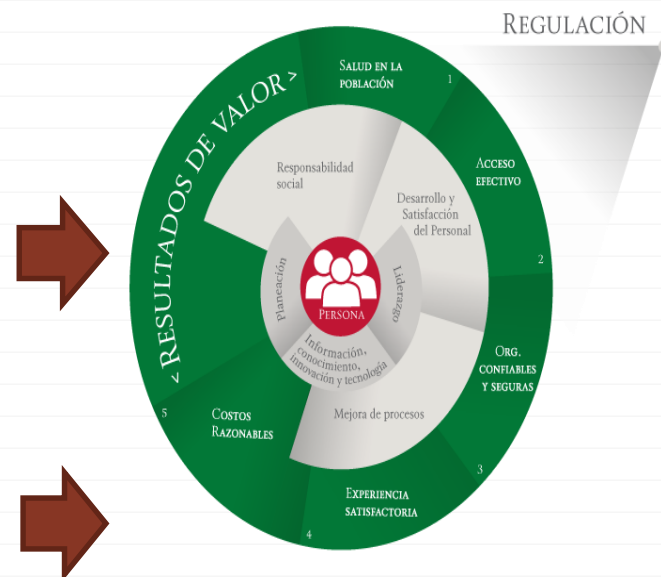 REGULACIÓN
< RESULTADOS DE VALOR >
SALUD EN LA
POBLACIÓN
1
ACCESO
EFECTIVO
2
ORG.
CONFIABLES
Y SEGURAS
3
EXPERIENCIA
SATISFACTORIA
4
COSTOS
RAZONABLES
5
Responsabilidad
social
Desarrollo y
Satisfacción
del Personal
Mejora de procesos
Planeación
Liderazgo
Información,
conocimiento,
innovación y tecnología
PERSONA